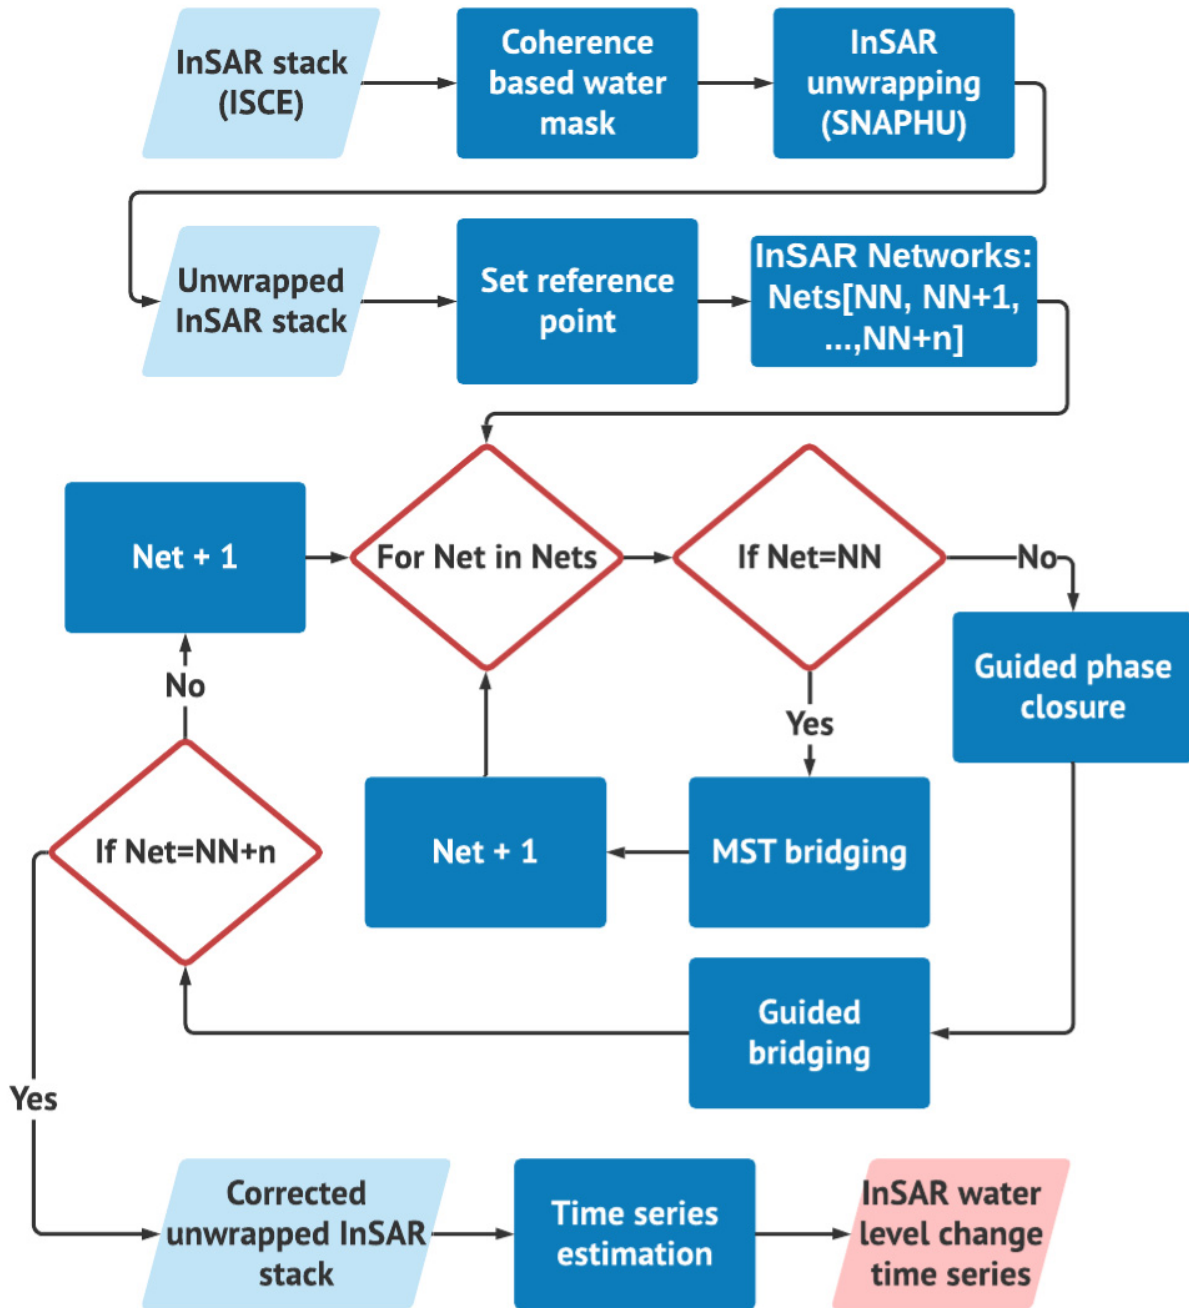 InSAR stack
(ISCE)
Coherence
based water
mask
InSAR
unwrapping
(SNAPHU)
Unwrapped
InSAR stack
Set reference
point
InSAR Networks:
Nets[NN, NN+1,
...,NN+n]
Net + 1
For Net in Nets
If Net=NN
No
Guided phase
closure
No
Yes
If Net=NN+n
Net + 1
MST bridging
Guided
bridging
Yes
Corrected
unwrapped InSAR
stack
Time series
estimation
InSAR water
level change
time series